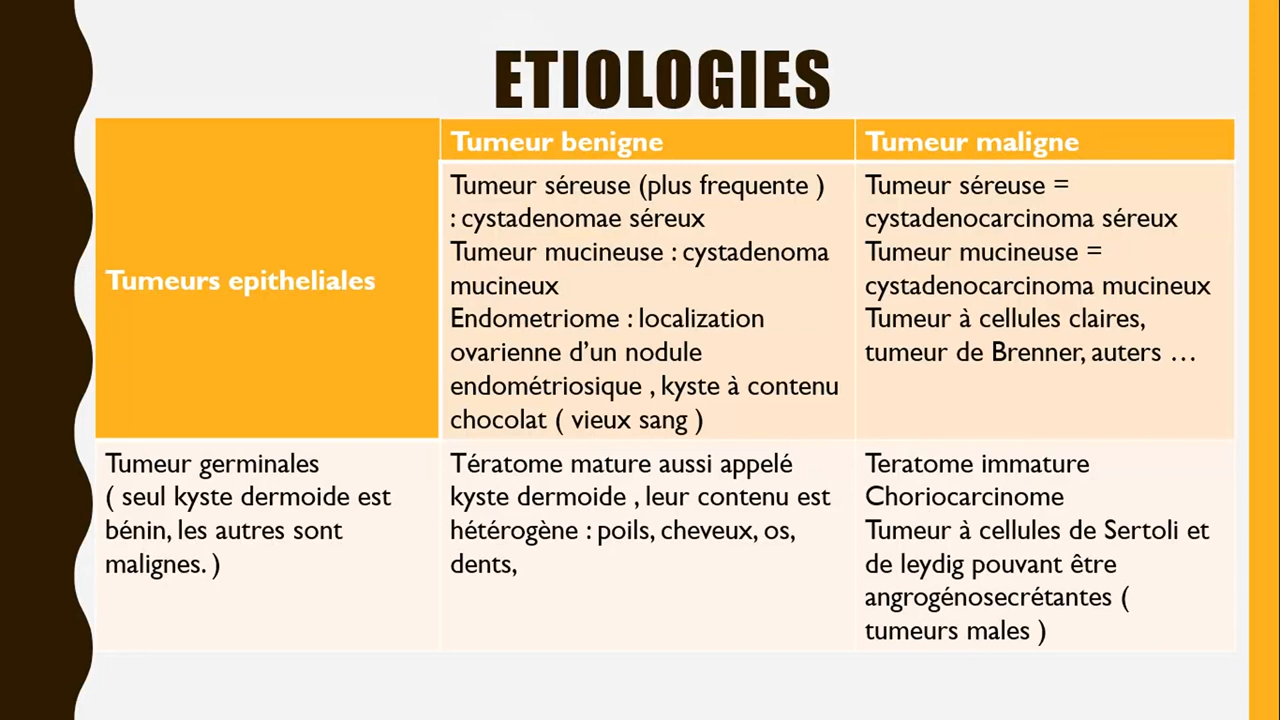 ETIOLOGIES
Tumeur benigne
Tumeur maligne
Tumeurs epitheliales
Tumeur séreuse (plus frequente )
: cystadenomae séreux
Tumeur mucineuse : cystadenoma
mucineux
Endometriome : localization
ovarienne d'un nodule
endométriosique , kyste à contenu
chocolat ( vieux sang )
Tumeur séreuse =
cystadenocarcinoma séreux
Tumeur mucineuse =
cystadenocarcinoma mucineux
Tumeur à cellules claires,
tumeur de Brenner, auters …
Tumeur germinales
( seul kyste dermoide est
bénin, les autres sont
malignes. )
Tératome mature aussi appelé
kyste dermoide , leur contenu est
hétérogène : poils, cheveux, os,
dents,
Teratome immature
Choriocarcinome
Tumeur à cellules de Sertoli et
de leydig pouvant être
angrogénosecrétantes (
tumeurs males )